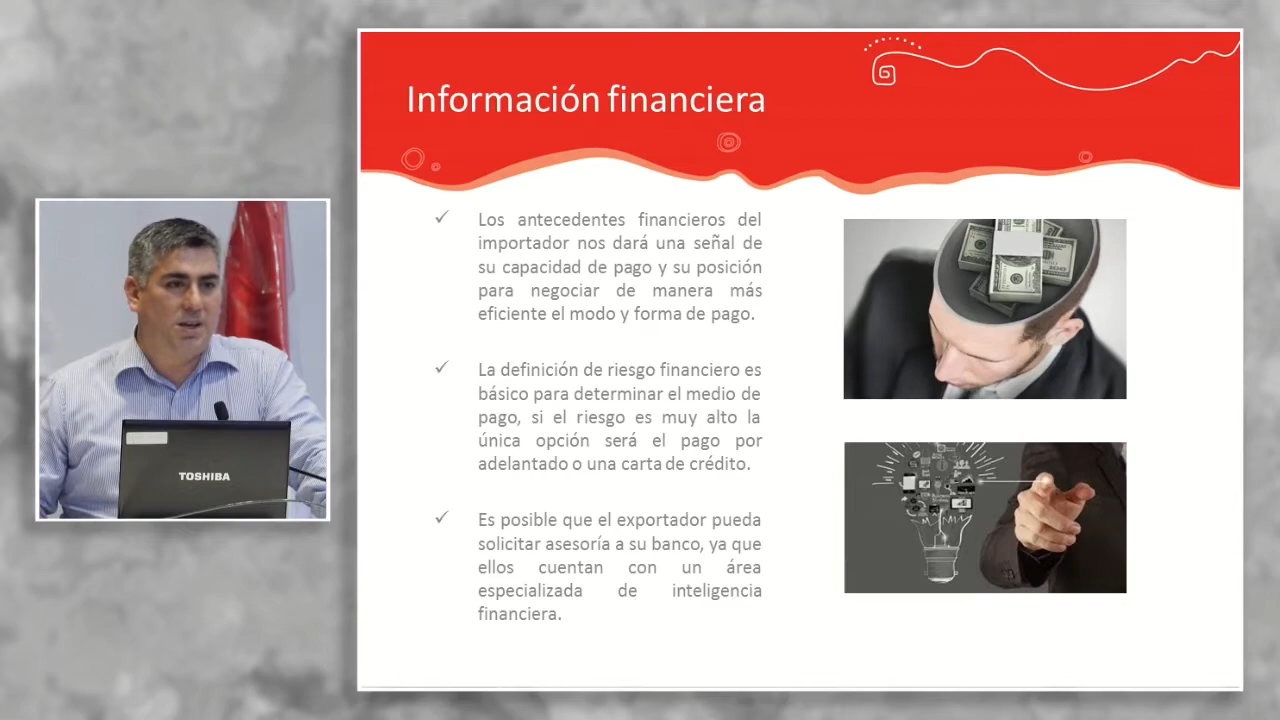 Información financiera
Los antecedentes financieros del
importador nos dará una señal de
su capacidad de pago y su posición
para negociar de manera más
eficiente el modo y forma de pago.
La definición de riesgo financiero es
básico para determinar el medio de
pago, si el riesgo es muy alto la
única opción será el pago por
adelantado o una carta de crédito.
Es posible que el exportador pueda
solicitar asesoría a su banco, ya que
ellos cuentan con un área
especializada de inteligencia
financiera.
TOSHIBA